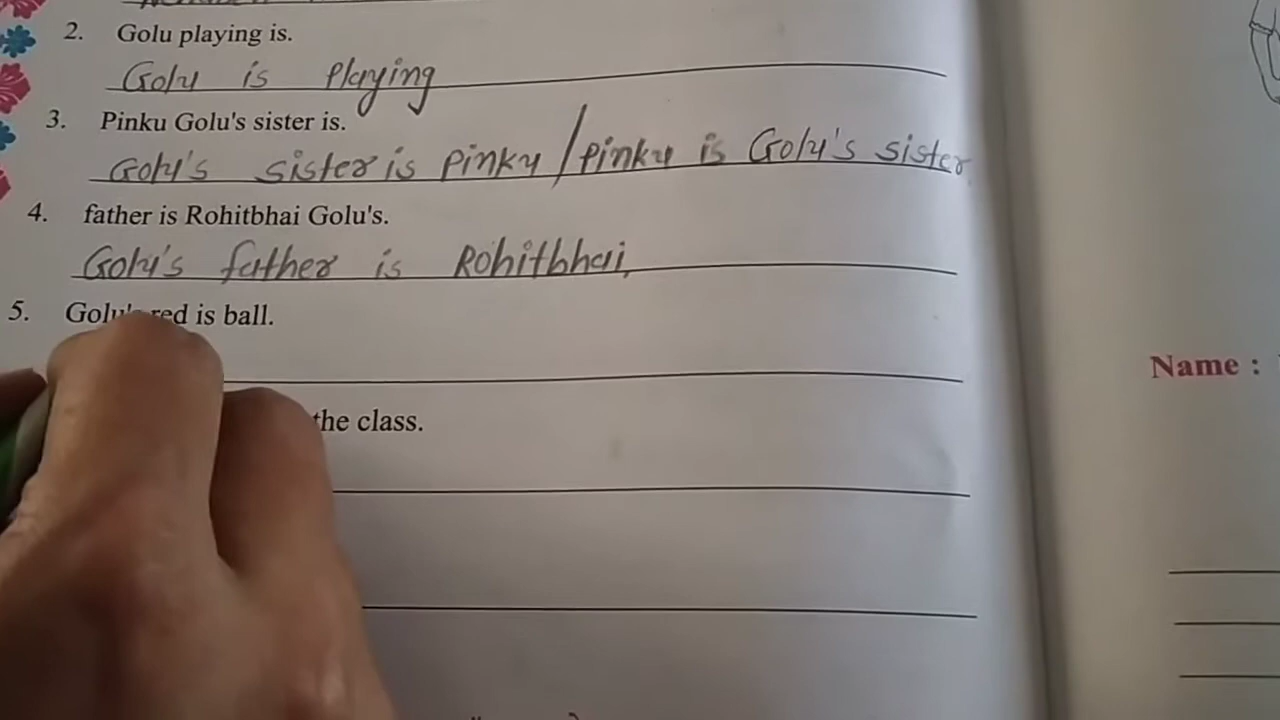 2. Golu playing is.
Golu is playing
3. Pinku Golu's sister is.
Golu's sister is pinky / pinky is Golu's sister
4. father is Rohitbhai Golu's.
Golu's father is Rohitbhai.
5. Golu's red is ball.
the class.
Name :